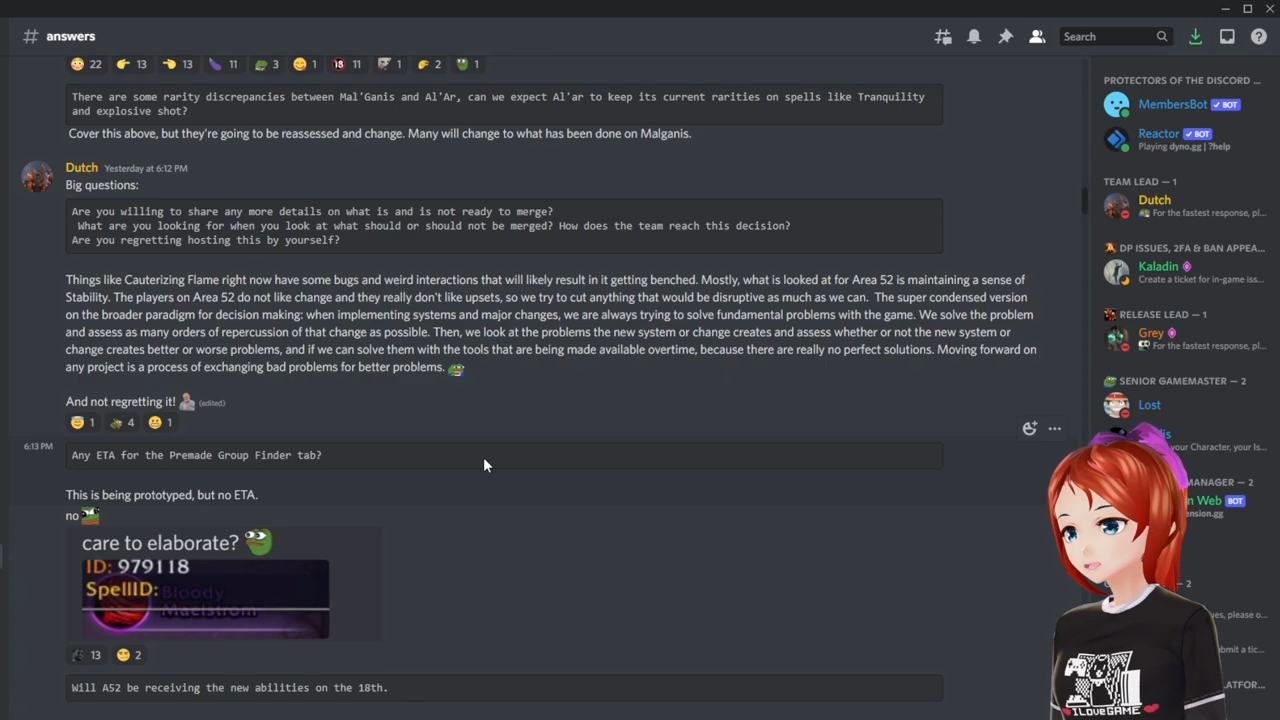 # answers
Search
22 13 13 11 3 1 11 1 2 1
There are some rarity discrepancies between Mal'Ganis and Al'Ar, can we expect Al'ar to keep its current rarities on spells like Tranquility
and explosive shot?
Cover this above, but they're going to be reassessed and change. Many will change to what has been done on Malganis.
Dutch Yesterday at 6:12 PM
Big questions:
Are you willing to share any more details on what is and is not ready to merge?
What are you looking for when you look at what should or should not be merged? How does the team reach this decision?
Are you regretting hosting this by yourself?
Things like Cauterizing Flame right now have some bugs and weird interactions that will likely result in it getting benched. Mostly, what is looked at for Area 52 is maintaining a sense of
Stability. The players on Area 52 do not like change and they really don't like upsets, so we try to cut anything that would be disruptive as much as we can. The super condensed version
on the broader paradigm for decision making: when implementing systems and major changes, we are always trying to solve fundamental problems with the game. We solve the problem
and assess as many orders of repercussion of that change as possible. Then, we look at the problems the new system or change creates and assess whether or not the new system or
change creates better or worse problems, and if we can solve them with the tools that are being made available overtime, because there are really no perfect solutions. Moving forward on
any project is a process of exchanging bad problems for better problems.
And not regretting it! (edited)
1 4 1
6:13 PM
Any ETA for the Premade Group Finder tab?
This is being prototyped, but no ETA.
no
care to elaborate?
ID: 979118
SpellID: Bloody
Maelstrom
13 2
Will A52 be receiving the new abilities on the 18th.
PROTECTORS OF THE DISCORD ...
MembersBot BOT
Reactor BOT
Playing dyno.gg | ?help
TEAM LEAD — 1
Dutch
For the fastest response, pl...
DP ISSUES, 2FA & BAN APPEA...
Kaladin
Create a ticket for in-game iss...
RELEASE LEAD — 1
Grey
For the fastest response, pl...
SENIOR GAMEMASTER — 2
Lost
your Character, your Is...
MANAGER — 2
Web BOT
ension.gg
- 2
ues, please o...
bmit a tic...
ATFOR...
I LOVE GAME